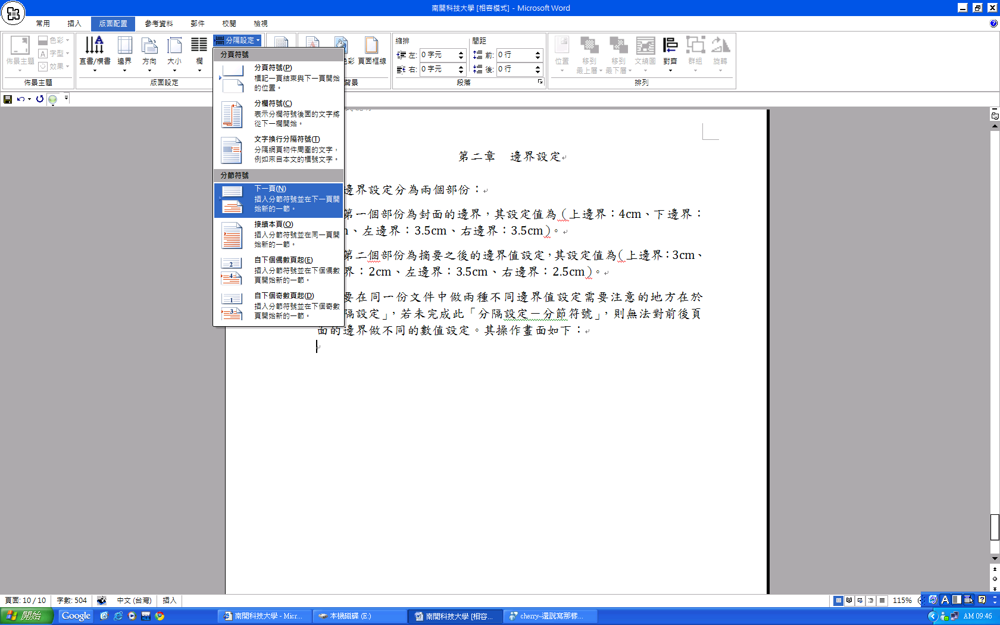 南開科技大學 [相容模式] - Microsoft Word
常用 插入 版面配置 參考資料 郵件 校閱 檢視
佈景主題
色彩
字型
效果
佈景主題
直書/橫書 邊界 方向 大小 欄
版面設定
分隔設定
彩 頁面框線
背景
縮排 間距
左: 0 字元 前: 0 行
右: 0 字元 後: 0 行
段落
位置 移到最上層 移到最下層 文繞圖 對齊 群組 旋轉
排列
分頁符號
分頁符號(P)
標記一頁結束與下一頁開始
的位置。
分欄符號(C)
表示分欄符號後面的文字將
從下一欄開始。
文字換行分隔符號(T)
分隔網頁物件周圍的文字,
例如來自本文的標號文字。
分節符號
下一頁(N)
插入分節符號並在下一頁開
始新的一節。
接續本頁(O)
插入分節符號並在同一頁開
始新的一節。
自下個偶數頁起(E)
插入分節符號並在下個偶數
頁開始新的一節。
自下個奇數頁起(D)
插入分節符號並在下個奇數
頁開始新的一節。
第二章 邊界設定
邊界設定分為兩個部份:
第一個部份為封面的邊界,其設定值為(上邊界:4cm、下邊界:
、左邊界:3.5cm、右邊界:3.5cm)。
第二個部份為摘要之後的邊界值設定,其設定值為(上邊界:3cm、
界:2cm、左邊界:3.5cm、右邊界:2.5cm)。
要在同一份文件中做兩種不同邊界值設定需要注意的地方在於
隔設定」,若未完成此「分隔設定－分節符號」,則無法對前後頁
面的邊界做不同的數值設定。其操作畫面如下:
頁面: 10 / 10 字數: 504 中文 (台灣) 插入 115%
開始 Google 南開科技大學 - Micr... 本機磁碟 (E:) 南開科技大學 [相容... cherry~還說寫那樣... AM 09:46